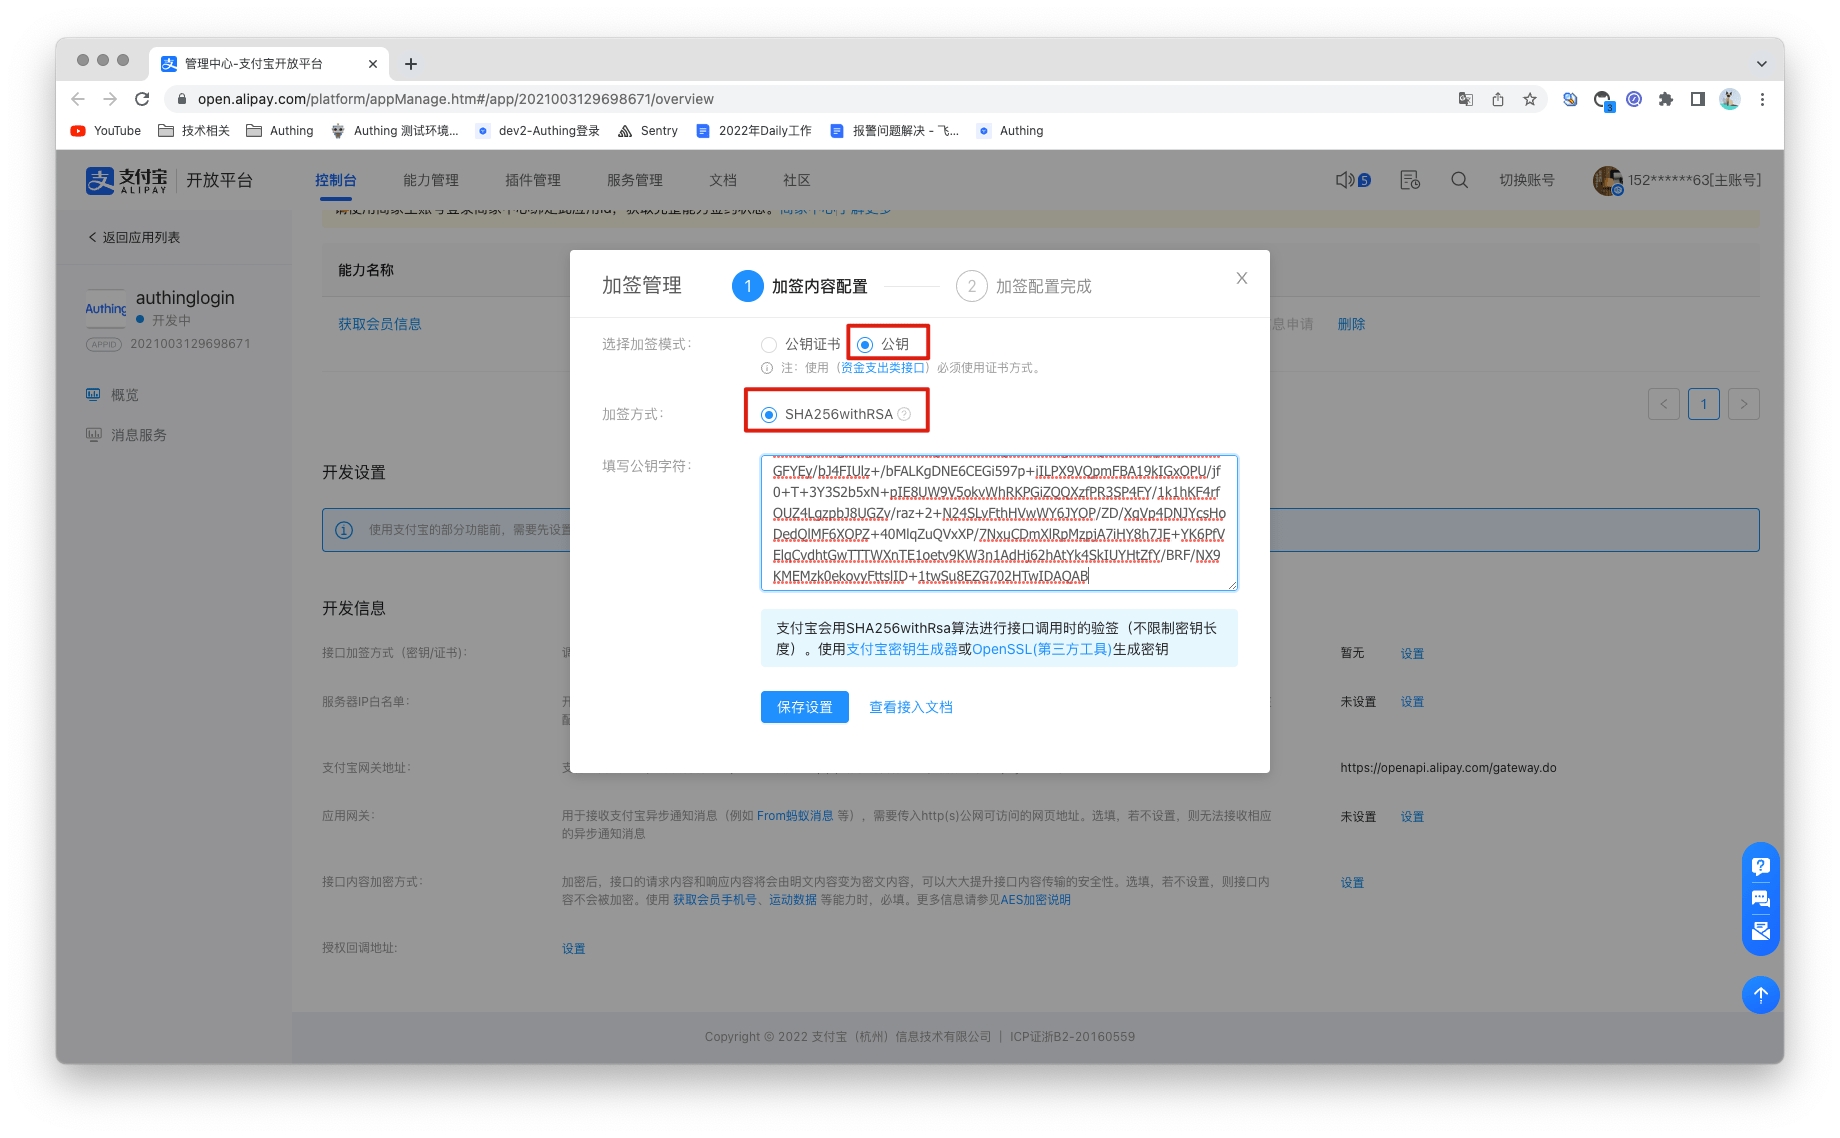 管理中心-支付宝开放平台
open.alipay.com/platform/appManage.htm#/app/2021003129698671/overview
3
YouTube
技术相关
Authing
Authing 测试环境...
dev2-Authing登录
Sentry
2022年Daily工作
报警问题解决 - 飞...
Authing
支付宝 ALIPAY 开放平台
控制台
能力管理
插件管理
服务管理
文档
社区
5
切换账号
152******63[主账号]
返回应用列表
Authing
authinglogin
开发中
APPID 2021003129698671
概览
消息服务
能力名称
获取会员信息
息申请
删除
1
开发设置
使用支付宝的部分功能前，需要先设置
开发信息
加签管理
1 加签内容配置
2 加签配置完成
选择加签模式：
公钥证书
公钥
注：使用（资金支出类接口）必须使用证书方式。
加签方式：
SHA256withRSA
填写公钥字符：
GFYEy/bJ4FIUlz+/bFALKgDNE6CEGi597p+iILPX9VQpmFBA19kIGxOPU/jf
0+T+3Y3S2b5xN+pIE8UW9V5okvWhRKPGiZQQXzfPR3SP4FY/1k1hKF4rf
OUZ4LgzpbJ8UGZv/raz+2+N24SLvFthHVwWY6JYOP/ZD/XqVp4DNJYcsHo
DedQlMF6XOPZ+40MlqZuQVxXP/7NxuCDmXlRpMzpjA7iHY8h7JE+YK6PfV
ElqCvdhtGwTTTWXnTE1oetv9KW3n1AdHj62hAtYk4SkIUYHtZfY/BRF/NX9
KMEMzk0ekovyFttslID+1twSu8EZG702HTwIDAQAB
支付宝会用SHA256withRsa算法进行接口调用时的验签（不限制密钥长
度）。使用支付宝密钥生成器或OpenSSL(第三方工具)生成密钥
保存设置
查看接入文档
接口加签方式（密钥/证书)：
暂无
设置
服务器IP白名单：
未设置
设置
支付宝网关地址：
https://openapi.alipay.com/gateway.do
应用网关：
用于接收支付宝异步通知消息（例如 From蚂蚁消息 等），需要传入http(s)公网可访问的网页地址。选填，若不设置，则无法接收相应
的异步通知消息
未设置
设置
接口内容加密方式：
加密后，接口的请求内容和响应内容将会由明文内容变为密文内容，可以大大提升接口内容传输的安全性。选填，若不设置，则接口内
容不会被加密。使用 获取会员手机号、运动数据 等能力时，必填。更多信息请参见AES加密说明
设置
授权回调地址：
设置
Copyright © 2022 支付宝（杭州）信息技术有限公司 | ICP证浙B2-20160559